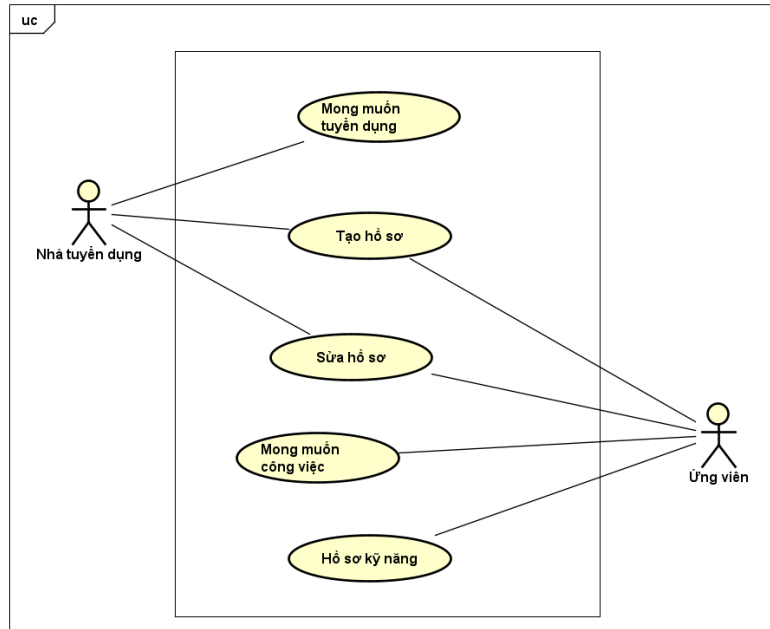 uc
Mong muốn
tuyển dụng
Nhà tuyển dụng
Tạo hồ sơ
Sửa hồ sơ
Mong muốn
công việc
Ứng viên
Hồ sơ kỹ năng